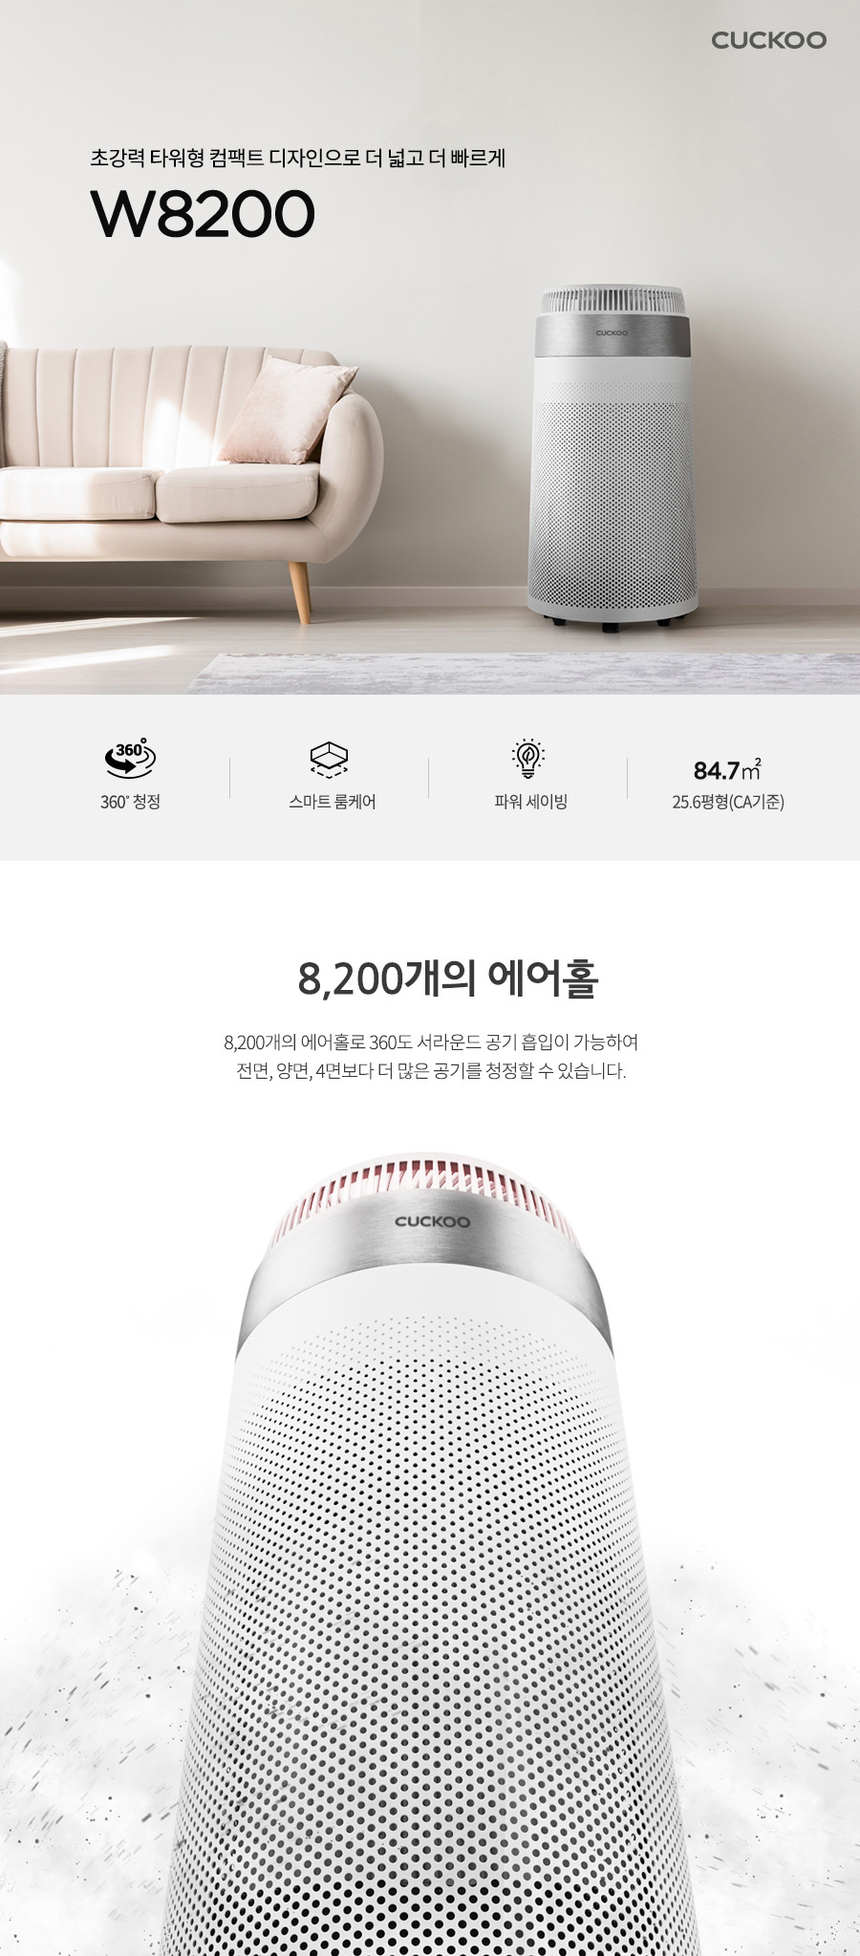 CUCKOO
초강력 타워형 컴팩트 디자인으로 더 넓고 더 빠르게
W8200
CUCKOO
360°
360° 청정
스마트 룸케어
파워 세이빙
84.7㎡
25.6평형(CA기준)
8,200개의 에어홀
8,200개의 에어홀로 360도 서라운드 공기 흡입이 가능하여
전면, 양면, 4면보다 더 많은 공기를 청정할 수 있습니다.
CUCKOO